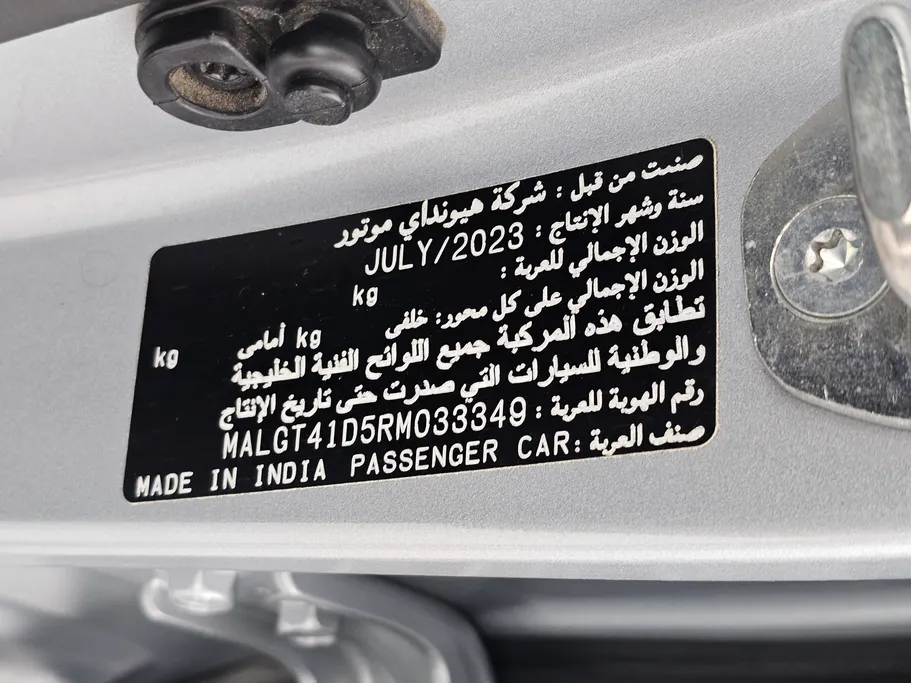 صنعت من قبل : شركة هيونداي موتور
سنة وشهر الإنتاج : JULY/2023
الوزن الإجمالي للعربة : kg
الوزن الإجمالي على كل محور: خلفى kg أمامى kg
تطابق هذه المركبة جميع اللوائح الفنية الخليجية
والوطنية للسيارات التي صدرت حتى تاريخ الإنتاج
رقم الهوية للعربة : MALGT41D5RM033349
صنف العربة : PASSENGER CAR MADE IN INDIA